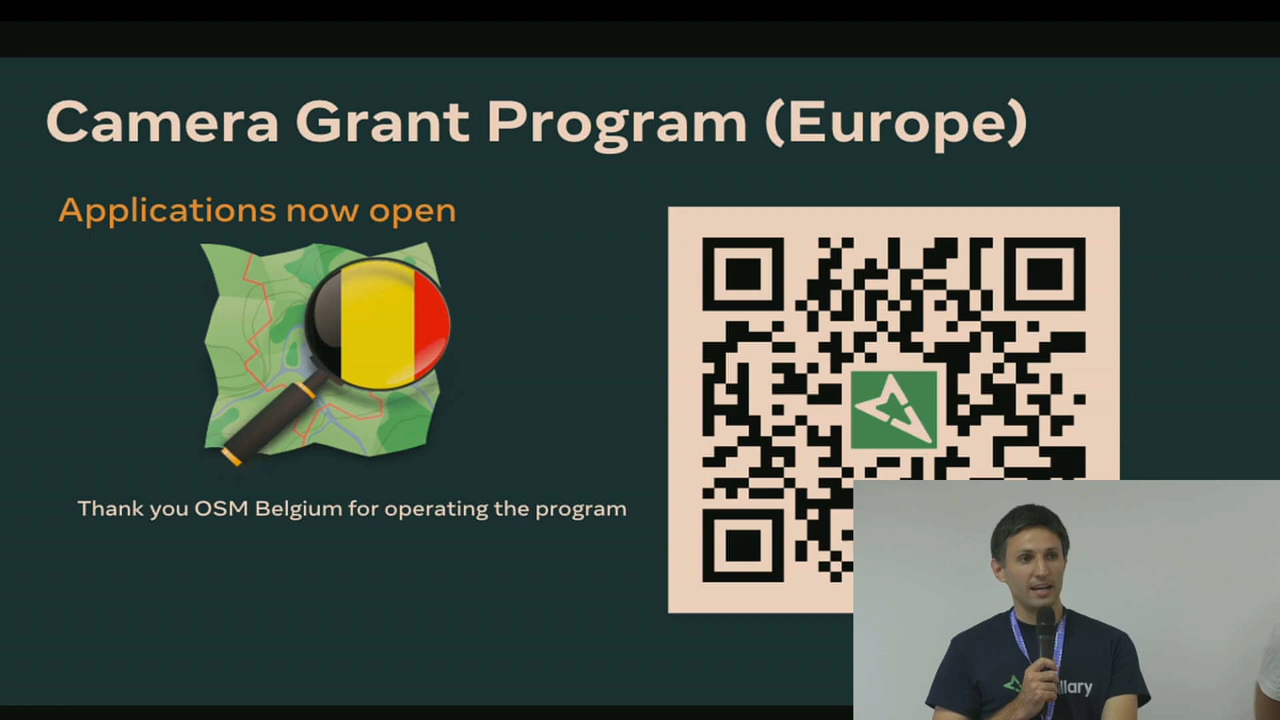 Camera Grant Program (Europe)
Applications now open
Thank you OSM Belgium for operating the program